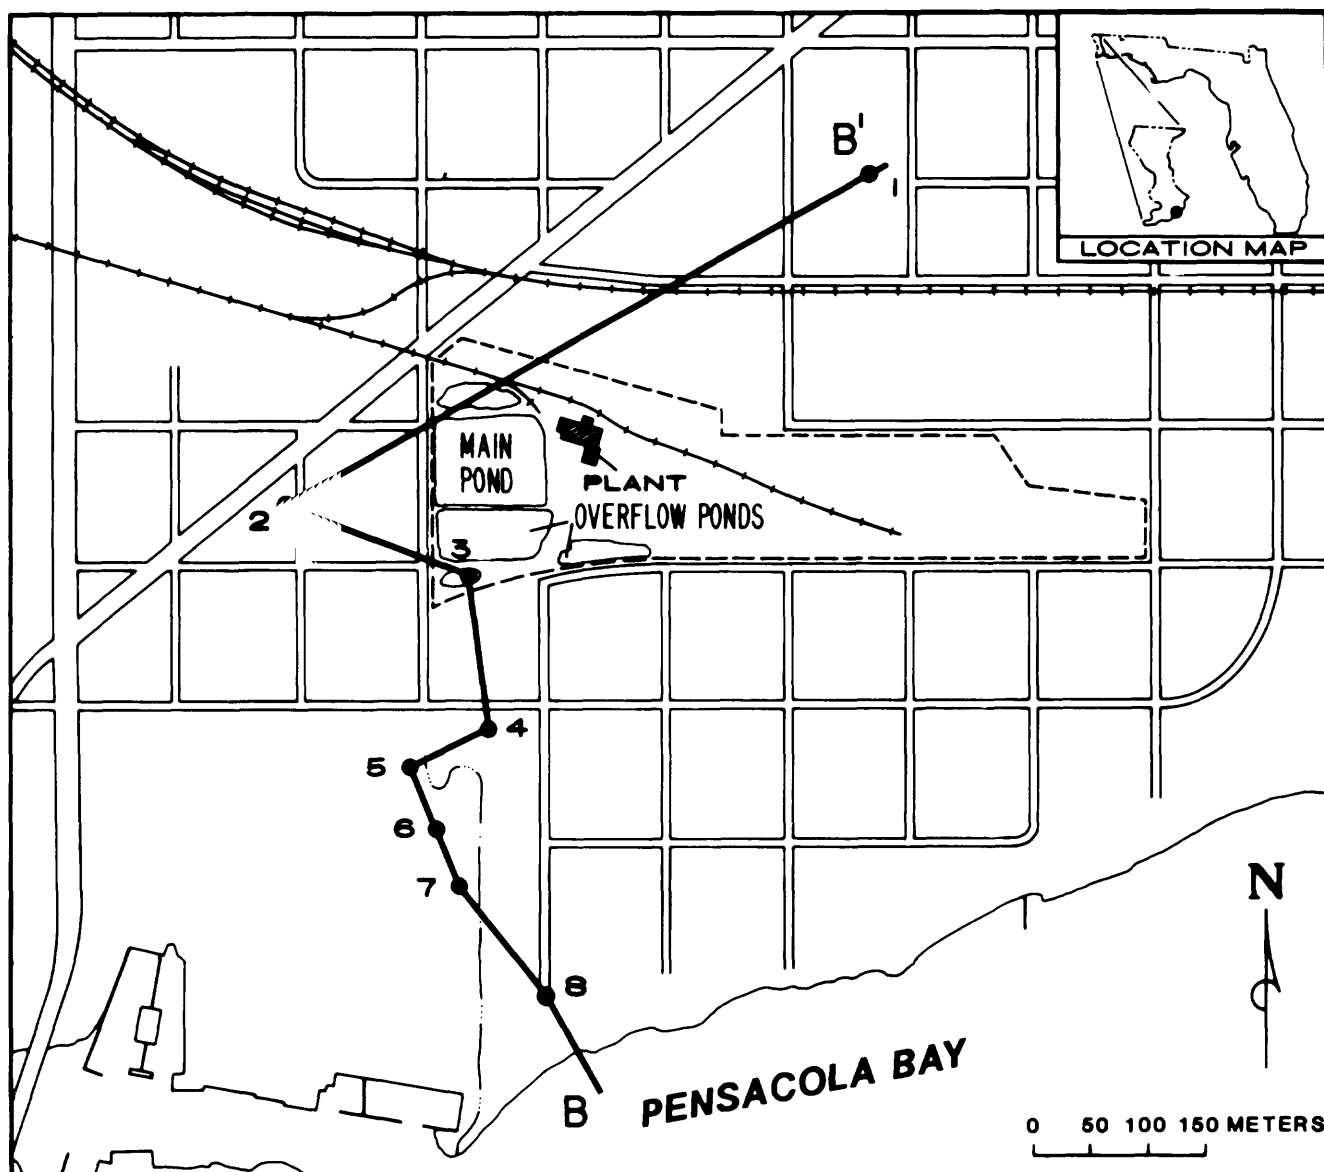 B'
1
LOCATION MAP
MAIN
POND
PLANT
2
OVERFLOW PONDS
3
4
5
6
7
8
N
B
PENSACOLA BAY
0 50 100 150 METERS